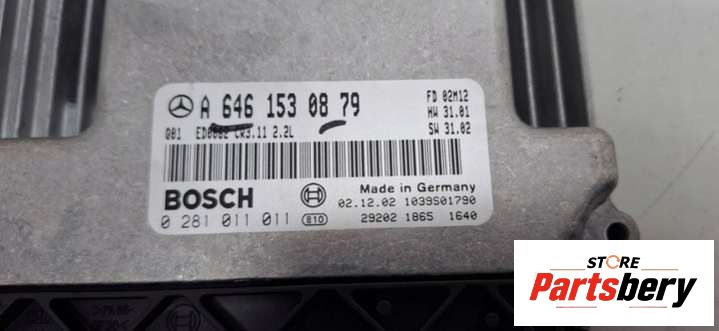 A 646 153 08 79
FD 02M12
HW 31.01
SW 31.02
Q01 CR3.11 2.2L
BOSCH
Made in Germany
02.12.02 1039S01790
0 281 011 011 810
29202 1865 1640
STORE
Partsbery